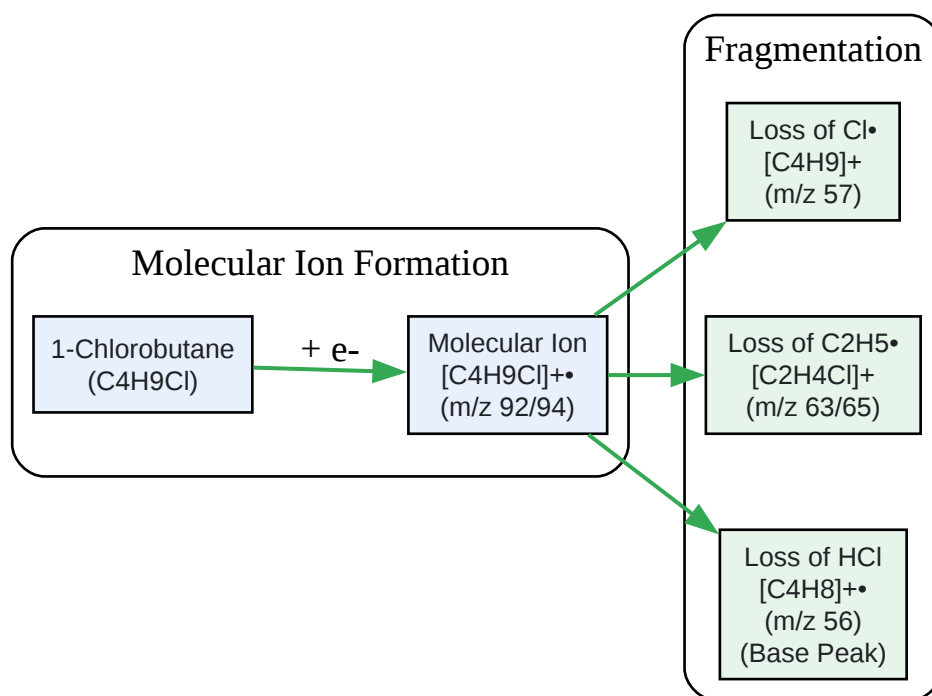 Molecular Ion Formation
1-Chlorobutane
(C4H9Cl)
+ e-
Molecular Ion
[C4H9Cl]+•
(m/z 92/94)
Fragmentation
Loss of Cl•
[C4H9]+
(m/z 57)
Loss of C2H5•
[C2H4Cl]+
(m/z 63/65)
Loss of HCl
[C4H8]+•
(m/z 56)
(Base Peak)